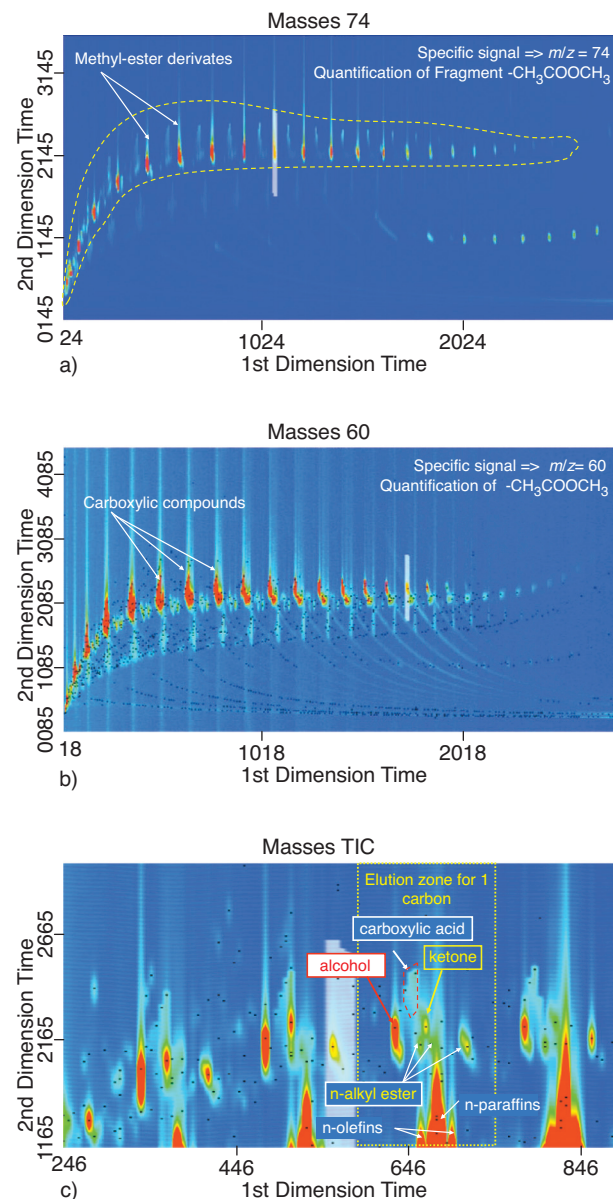 Masses 74
Specific signal => m/z = 74
Quantification of Fragment -CH3COOCH3
Methyl-ester derivates
2nd Dimension Time
3145
2145
1145
0145
24
1024
2024
1st Dimension Time
a)
Masses 60
Specific signal => m/z= 60
Quantification of -CH3COOCH3
Carboxylic compounds
2nd Dimension Time
4085
3085
2085
1085
0085
18
1018
2018
1st Dimension Time
b)
Masses TIC
Elution zone for 1
carbon
carboxylic acid
ketone
alcohol
n-alkyl ester
n-paraffins
n-olefins
2nd Dimension Time
2665
2165
1165
246
446
646
846
1st Dimension Time
c)